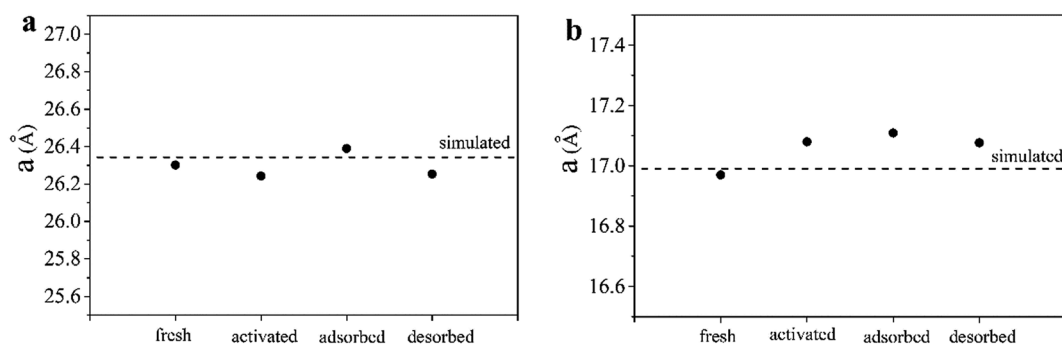 a
27.0
26.8
26.6
26.4
26.2
26.0
25.8
25.6
a (Å)
simulated
fresh activated adsorbed desorbed
b
17.4
17.2
17.0
16.8
16.6
a (Å)
simulated
fresh activated adsorbed desorbed